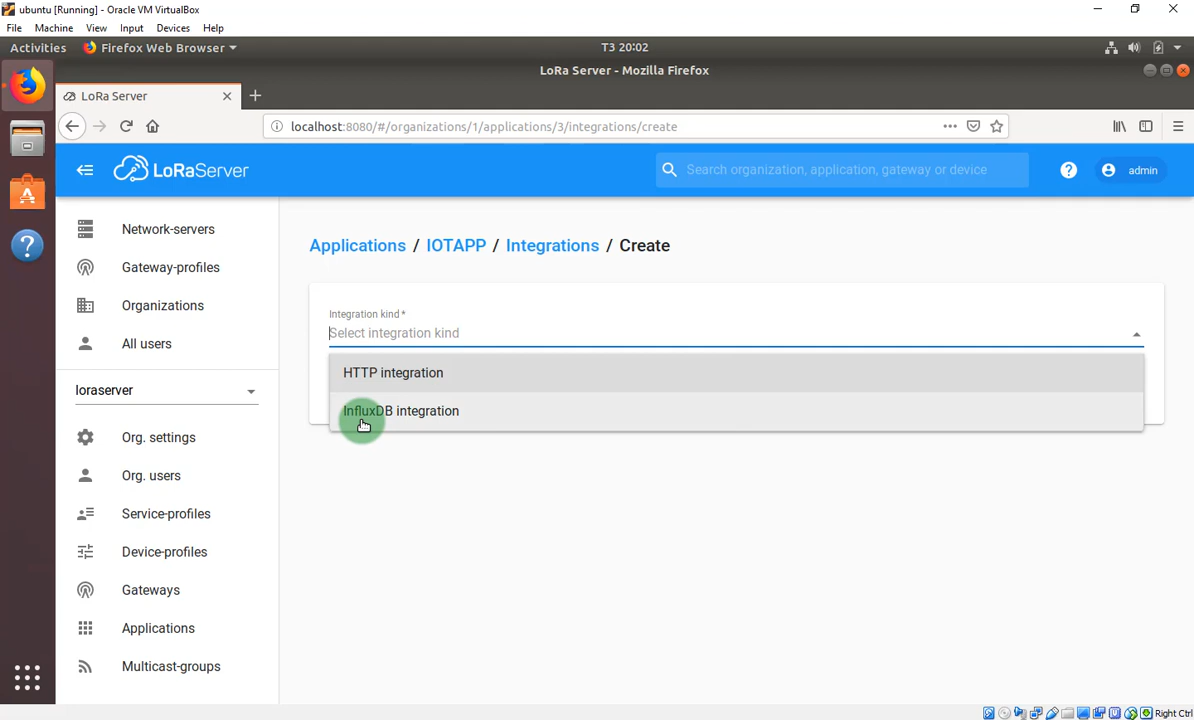 ubuntu [Running] - Oracle VM VirtualBox
File Machine View Input Devices Help
Activities Firefox Web Browser T3 20:02
LoRa Server - Mozilla Firefox
LoRa Server
localhost:8080/#/organizations/1/applications/3/integrations/create
LoRaServer
Search organization, application, gateway or device
? admin
Network-servers
Gateway-profiles
Organizations
All users
loraserver
Org. settings
Org. users
Service-profiles
Device-profiles
Gateways
Applications
Multicast-groups
Applications / IOTAPP / Integrations / Create
Integration kind *
Select integration kind
HTTP integration
InfluxDB integration
Right Ctrl